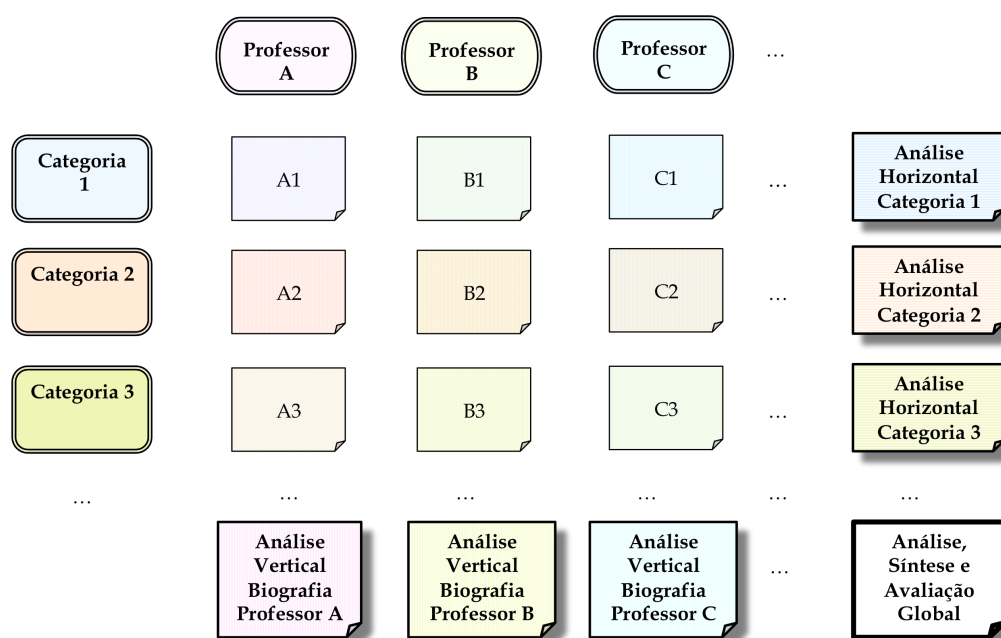 Professor
A
Professor
B
Professor
C
...
Categoria
1
A1
B1
C1
...
Análise
Horizontal
Categoria 1
Categoria 2
A2
B2
C2
...
Análise
Horizontal
Categoria 2
Categoria 3
A3
B3
C3
...
Análise
Horizontal
Categoria 3
...
...
...
...
...
...
Análise
Vertical
Biografia
Professor A
Análise
Vertical
Biografia
Professor B
Análise
Vertical
Biografia
Professor C
...
Análise,
Síntese e
Avaliação
Global